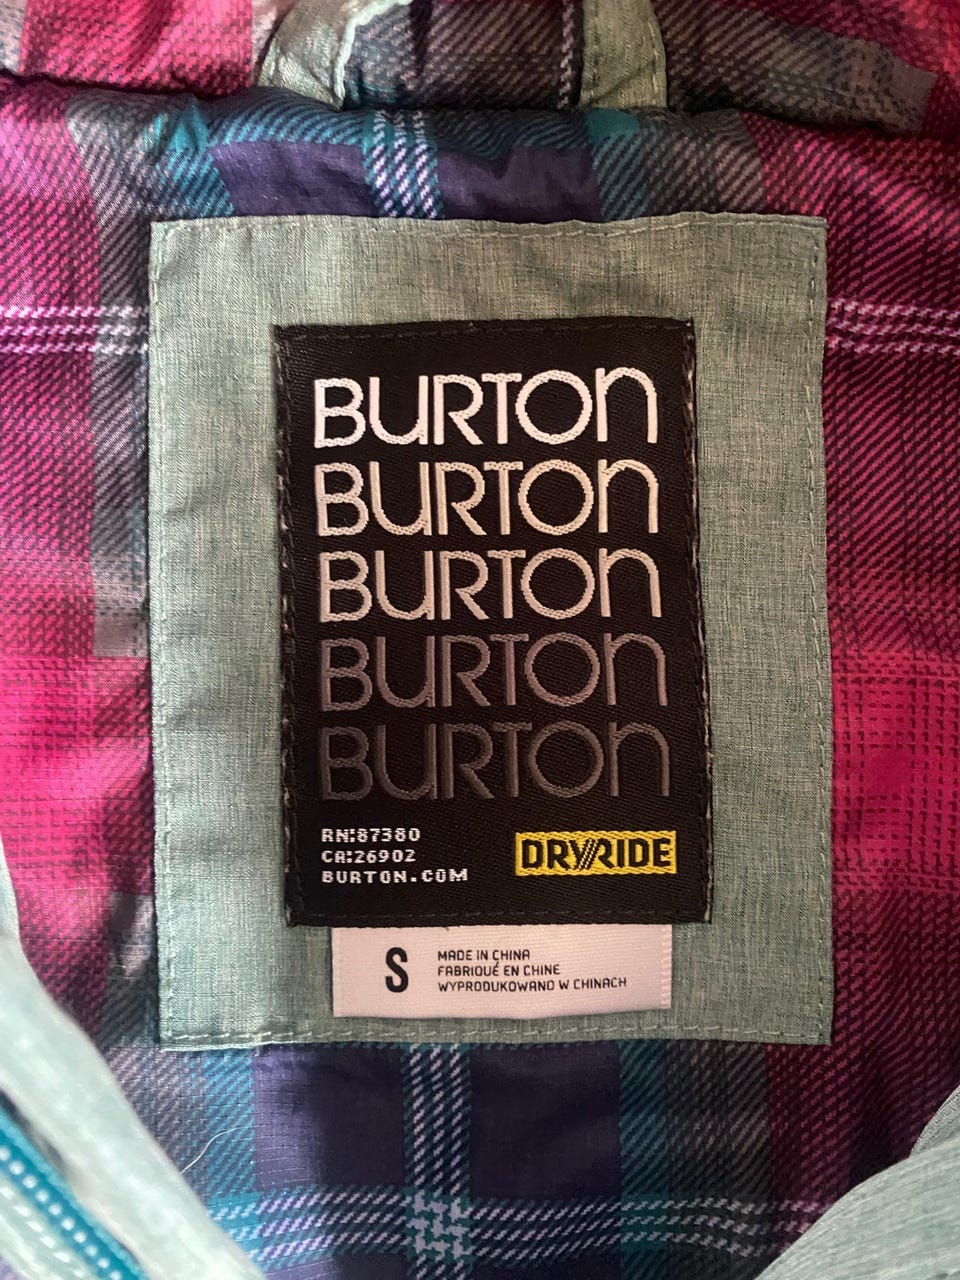 BURTON
BURTON
BURTON
BURTON
BURTON
RN:87380
CA:26902
BURTON.COM
DRYRIDE
S
MADE IN CHINA
FABRIQUÉ EN CHINE
WYPRODUKOWANO W CHINACH